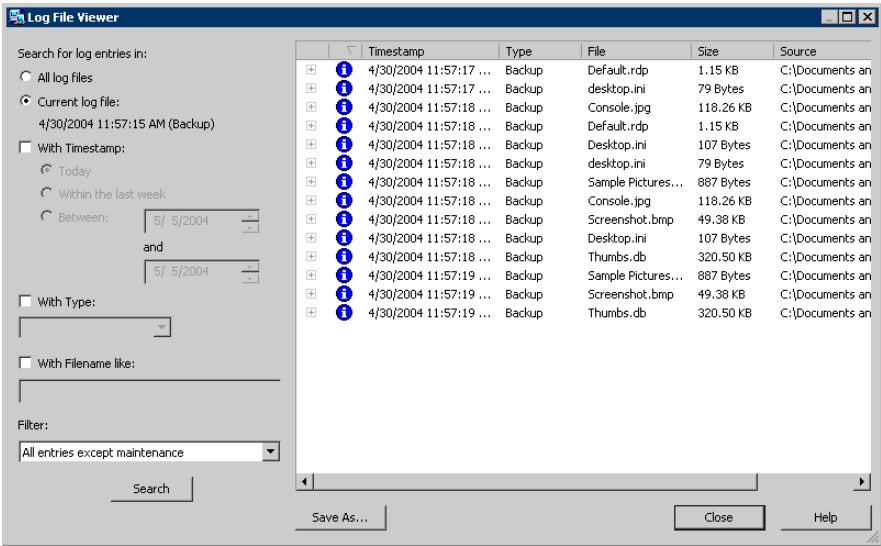 Log File Viewer
Search for log entries in:
All log files
Current log file:
4/30/2004 11:57:15 AM (Backup)
With Timestamp:
Today
Within the last week
Between:
5/ 5/2004
and
5/ 5/2004
With Type:
With Filename like:
Filter:
All entries except maintenance
Search
Timestamp Type File Size Source
4/30/2004 11:57:17 ... Backup Default.rdp 1.15 KB C:\Documents an
4/30/2004 11:57:17 ... Backup desktop.ini 79 Bytes C:\Documents an
4/30/2004 11:57:18 ... Backup Console.jpg 118.26 KB C:\Documents an
4/30/2004 11:57:18 ... Backup Default.rdp 1.15 KB C:\Documents an
4/30/2004 11:57:18 ... Backup Desktop.ini 107 Bytes C:\Documents an
4/30/2004 11:57:18 ... Backup desktop.ini 79 Bytes C:\Documents an
4/30/2004 11:57:18 ... Backup Sample Pictures... 887 Bytes C:\Documents an
4/30/2004 11:57:18 ... Backup Console.jpg 118.26 KB C:\Documents an
4/30/2004 11:57:18 ... Backup Screenshot.bmp 49.38 KB C:\Documents an
4/30/2004 11:57:18 ... Backup Desktop.ini 107 Bytes C:\Documents an
4/30/2004 11:57:18 ... Backup Thumbs.db 320.50 KB C:\Documents an
4/30/2004 11:57:19 ... Backup Sample Pictures... 887 Bytes C:\Documents an
4/30/2004 11:57:19 ... Backup Screenshot.bmp 49.38 KB C:\Documents an
4/30/2004 11:57:19 ... Backup Thumbs.db 320.50 KB C:\Documents an
Save As...
Close
Help